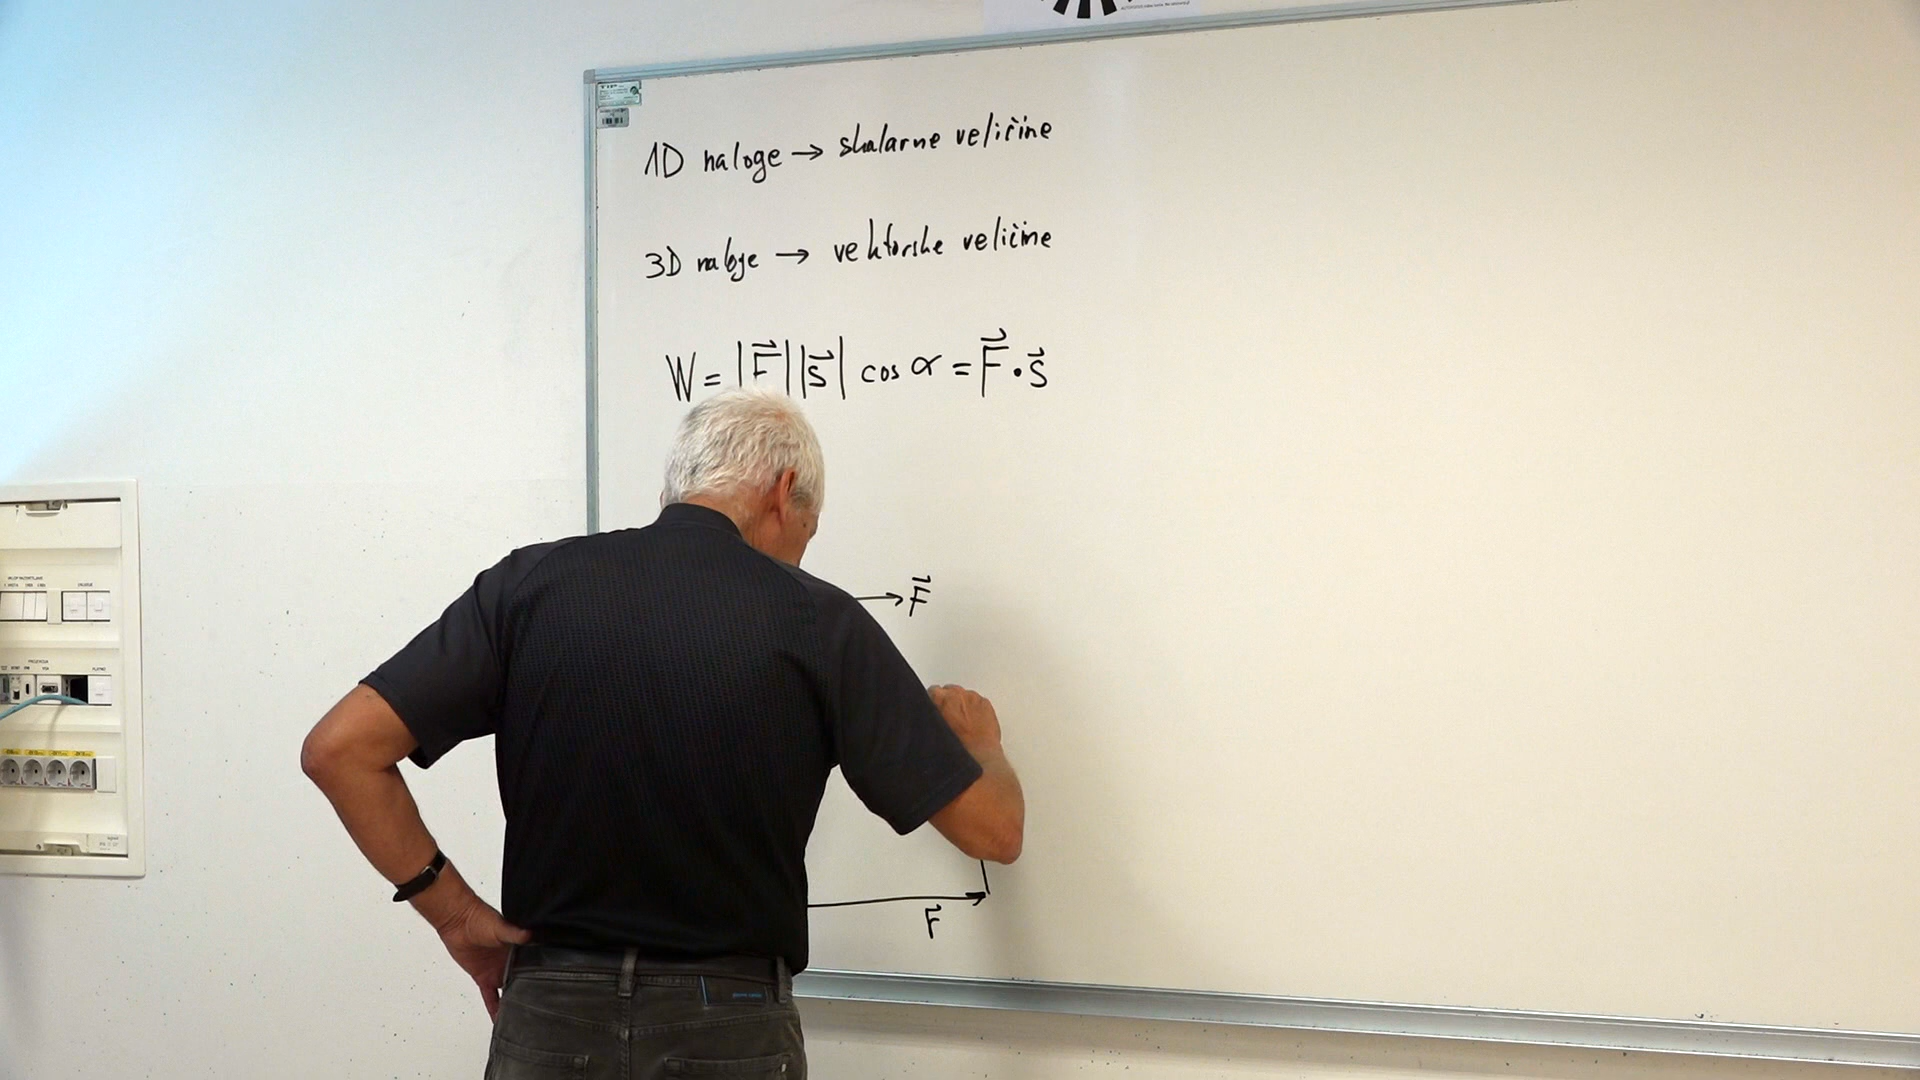 1D naloge → skalarne veličine
3D naloge → vektorske veličine
W = |F⃗||s⃗| cos α = F⃗ • s⃗
F⃗
F⃗